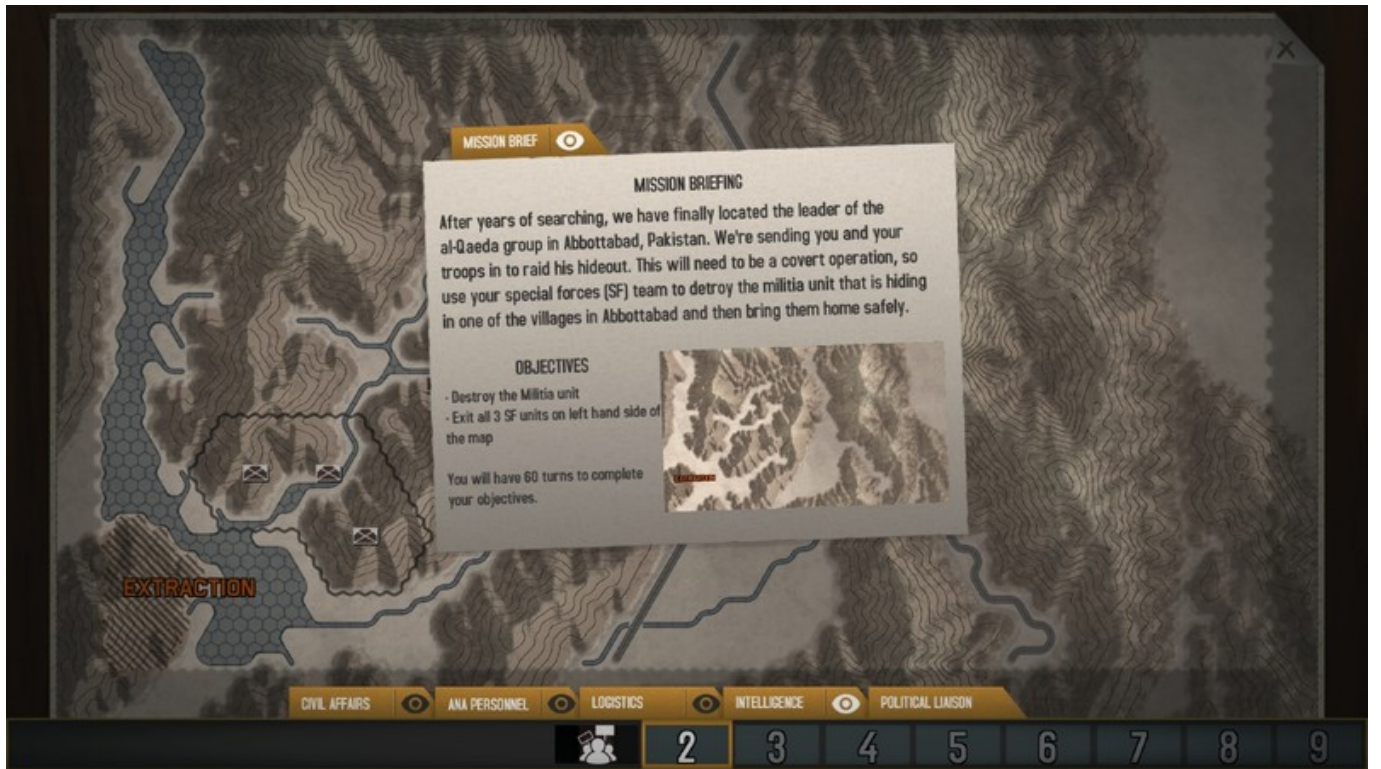 MISSION BRIEF
MISSION BRIEFING
After years of searching, we have finally located the leader of the
al-Qaeda group in Abbottabad, Pakistan. We're sending you and your
troops in to raid his hideout. This will need to be a covert operation, so
use your special forces (SF) team to detroy the militia unit that is hiding
in one of the villages in Abbottabad and then bring them home safely.
OBJECTIVES
- Destroy the Militia unit
- Exit all 3 SF units on left hand side of
the map
You will have 60 turns to complete
your objectives.
EXTRACTION
EXTRACTION
CIVIL AFFAIRS
ANA PERSONNEL
LOGISTICS
INTELLIGENCE
POLITICAL LIAISON
2 3 4 5 6 7 8 9